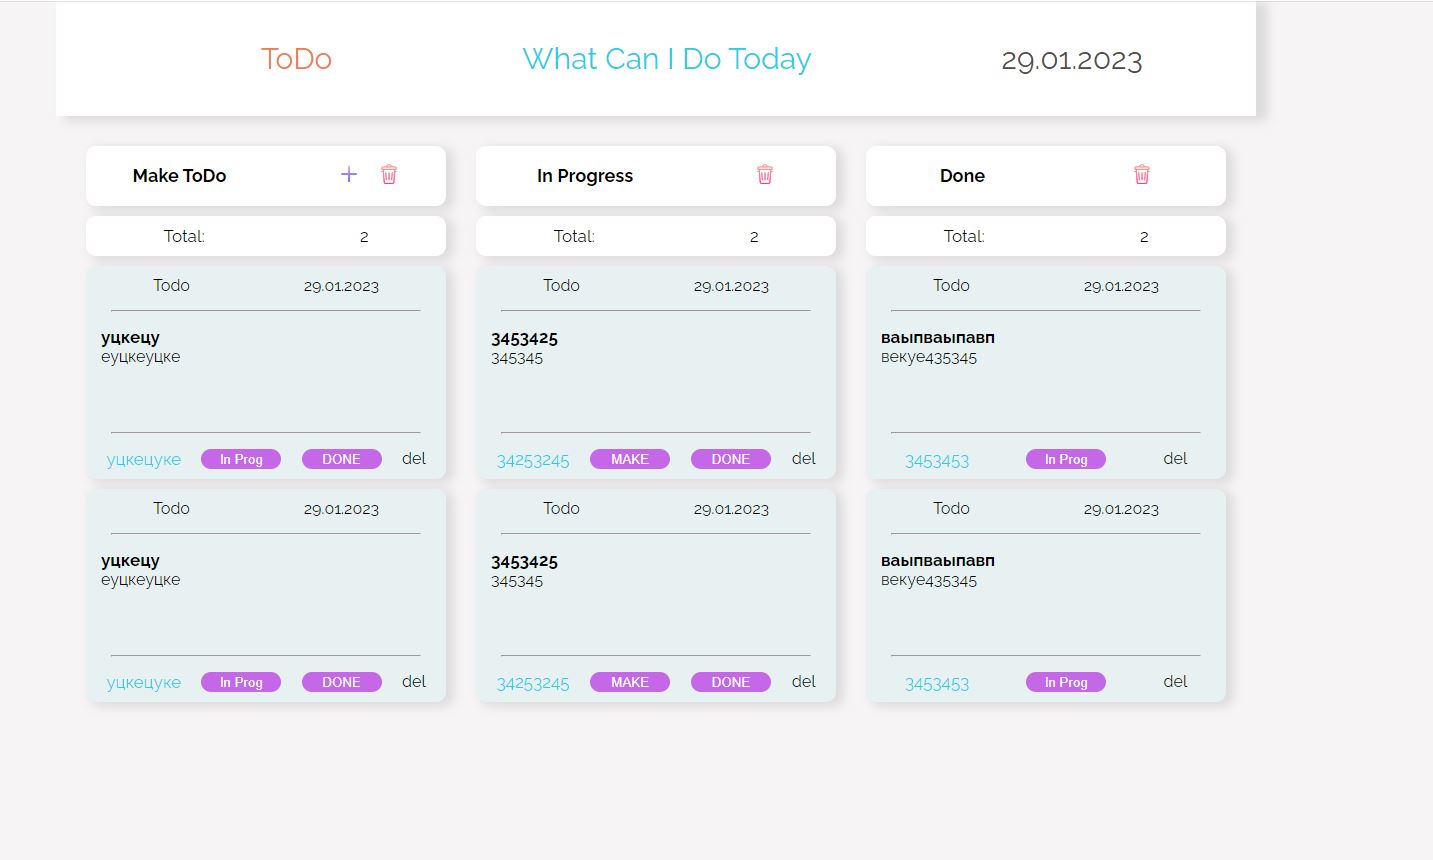 ToDo What Can I Do Today 29.01.2023
Make ToDo In Progress Done
Total: 2 Total: 2 Total: 2
Todo 29.01.2023 Todo 29.01.2023 Todo 29.01.2023
уцкецу 3453425 ваыпваыпавп
еуцкеуцке 345345 векуе435345
уцкецуке In Prog DONE del 34253245 MAKE DONE del 3453453 In Prog del
Todo 29.01.2023 Todo 29.01.2023 Todo 29.01.2023
уцкецу 3453425 ваыпваыпавп
еуцкеуцке 345345 векуе435345
уцкецуке In Prog DONE del 34253245 MAKE DONE del 3453453 In Prog del